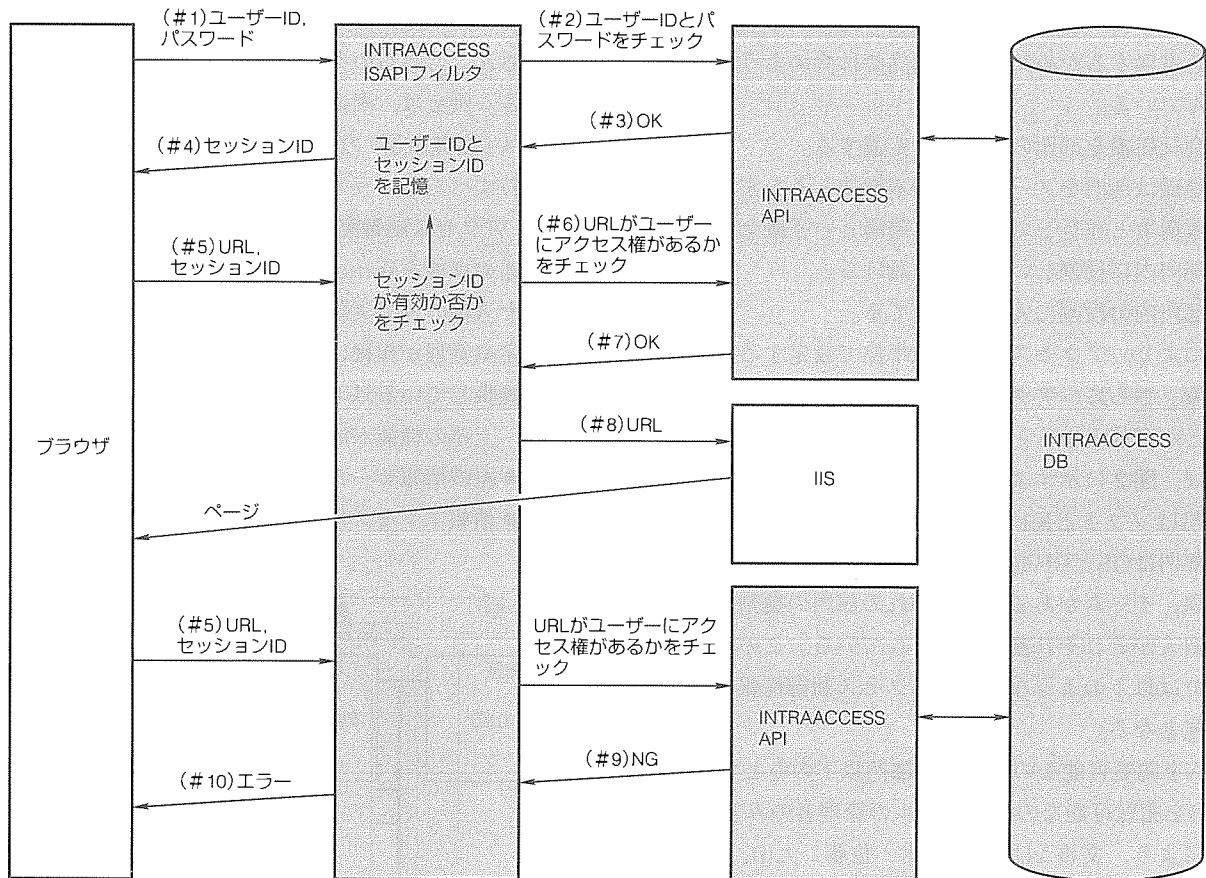 (#1)ユーザーID,
パスワード
INTRAACCESS
ISAPIフィルタ
(#2)ユーザーIDとパ
スワードをチェック
(#3)OK
(#4)セッションID
ユーザーIDと
セッションID
を記憶
INTRAACCESS
API
(#5)URL,
セッションID
セッションID
が有効か否か
をチェック
(#6)URLがユーザー
にアクセス権があるか
をチェック
(#7)OK
ブラウザ
(#8)URL
IIS
INTRAACCESS
DB
ページ
(#5)URL,
セッションID
URLがユーザーにアク
セス権があるかをチェ
ック
INTRAACCESS
API
(#9)NG
(#10)エラー